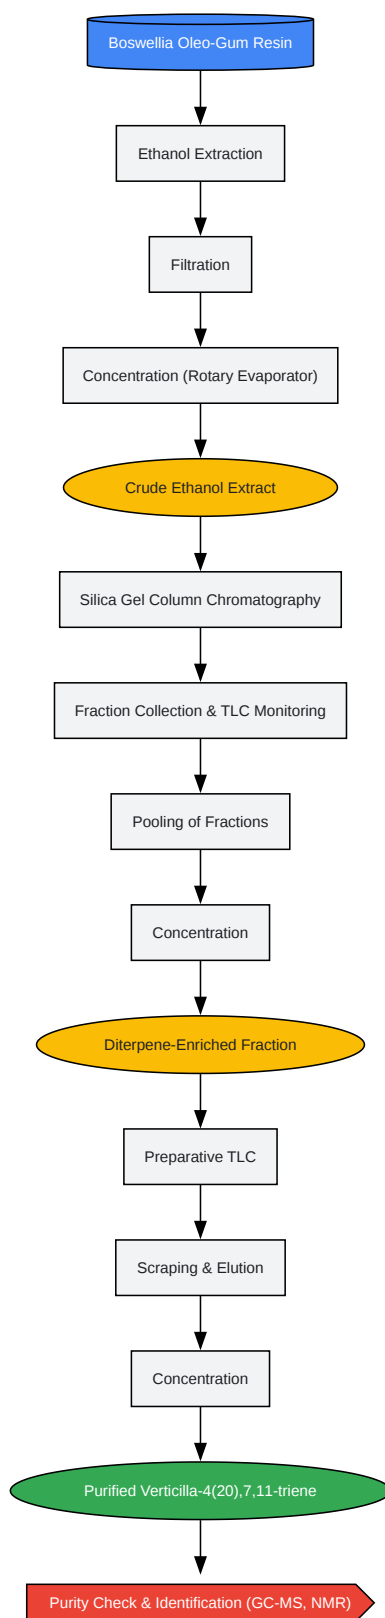 Boswellia Oleo-Gum Resin
Ethanol Extraction
Filtration
Concentration (Rotary Evaporator)
Crude Ethanol Extract
Silica Gel Column Chromatography
Fraction Collection & TLC Monitoring
Pooling of Fractions
Concentration
Diterpene-Enriched Fraction
Preparative TLC
Scraping & Elution
Concentration
Purified Verticilla-4(20),7,11-triene
Purity Check & Identification (GC-MS, NMR)